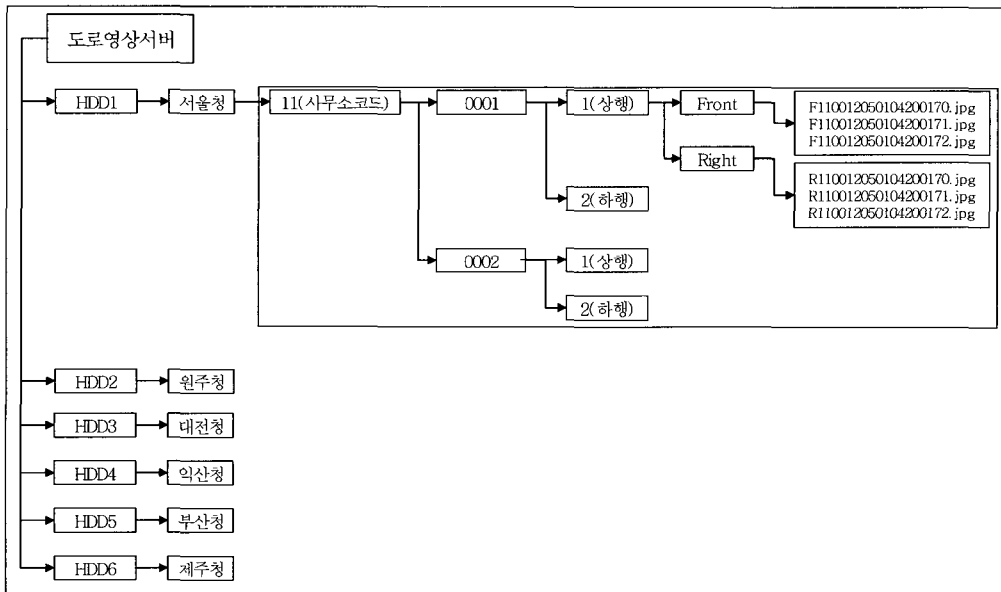 도로영상서버
HDD1
서울청
11(사무소코드)
0001
1(상행)
Front
F110012050104200170.jpg
F110012050104200171.jpg
F110012050104200172.jpg
Right
R110012050104200170.jpg
R110012050104200171.jpg
R110012050104200172.jpg
2(하행)
0002
1(상행)
2(하행)
HDD2
원주청
HDD3
대전청
HDD4
익산청
HDD5
부산청
HDD6
제주청